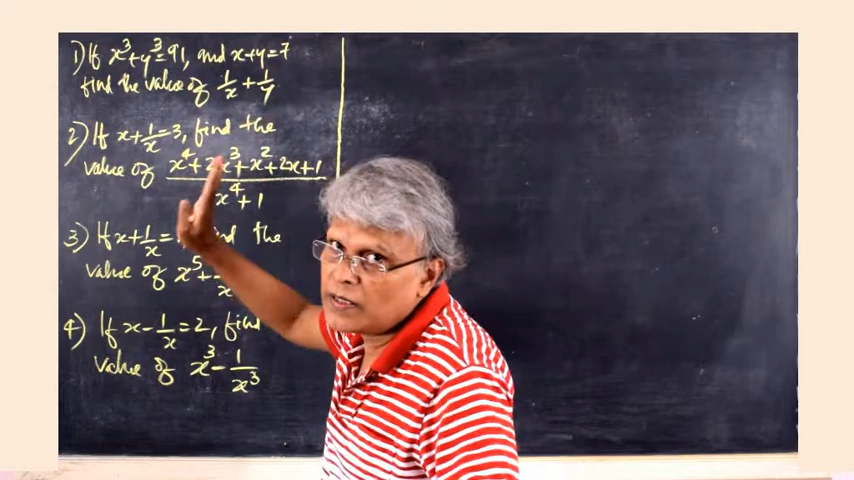 1) If x³+y³=91, and x+y=7
find the value of 1/x + 1/y
2) If x+1/x=3, find the
value of (x⁴+2x³+x²+2x+1)/(x⁴+1)
3) If x+1/x= the
value of x⁵+
4) If x-1/x=2, find
value of x³-1/x³